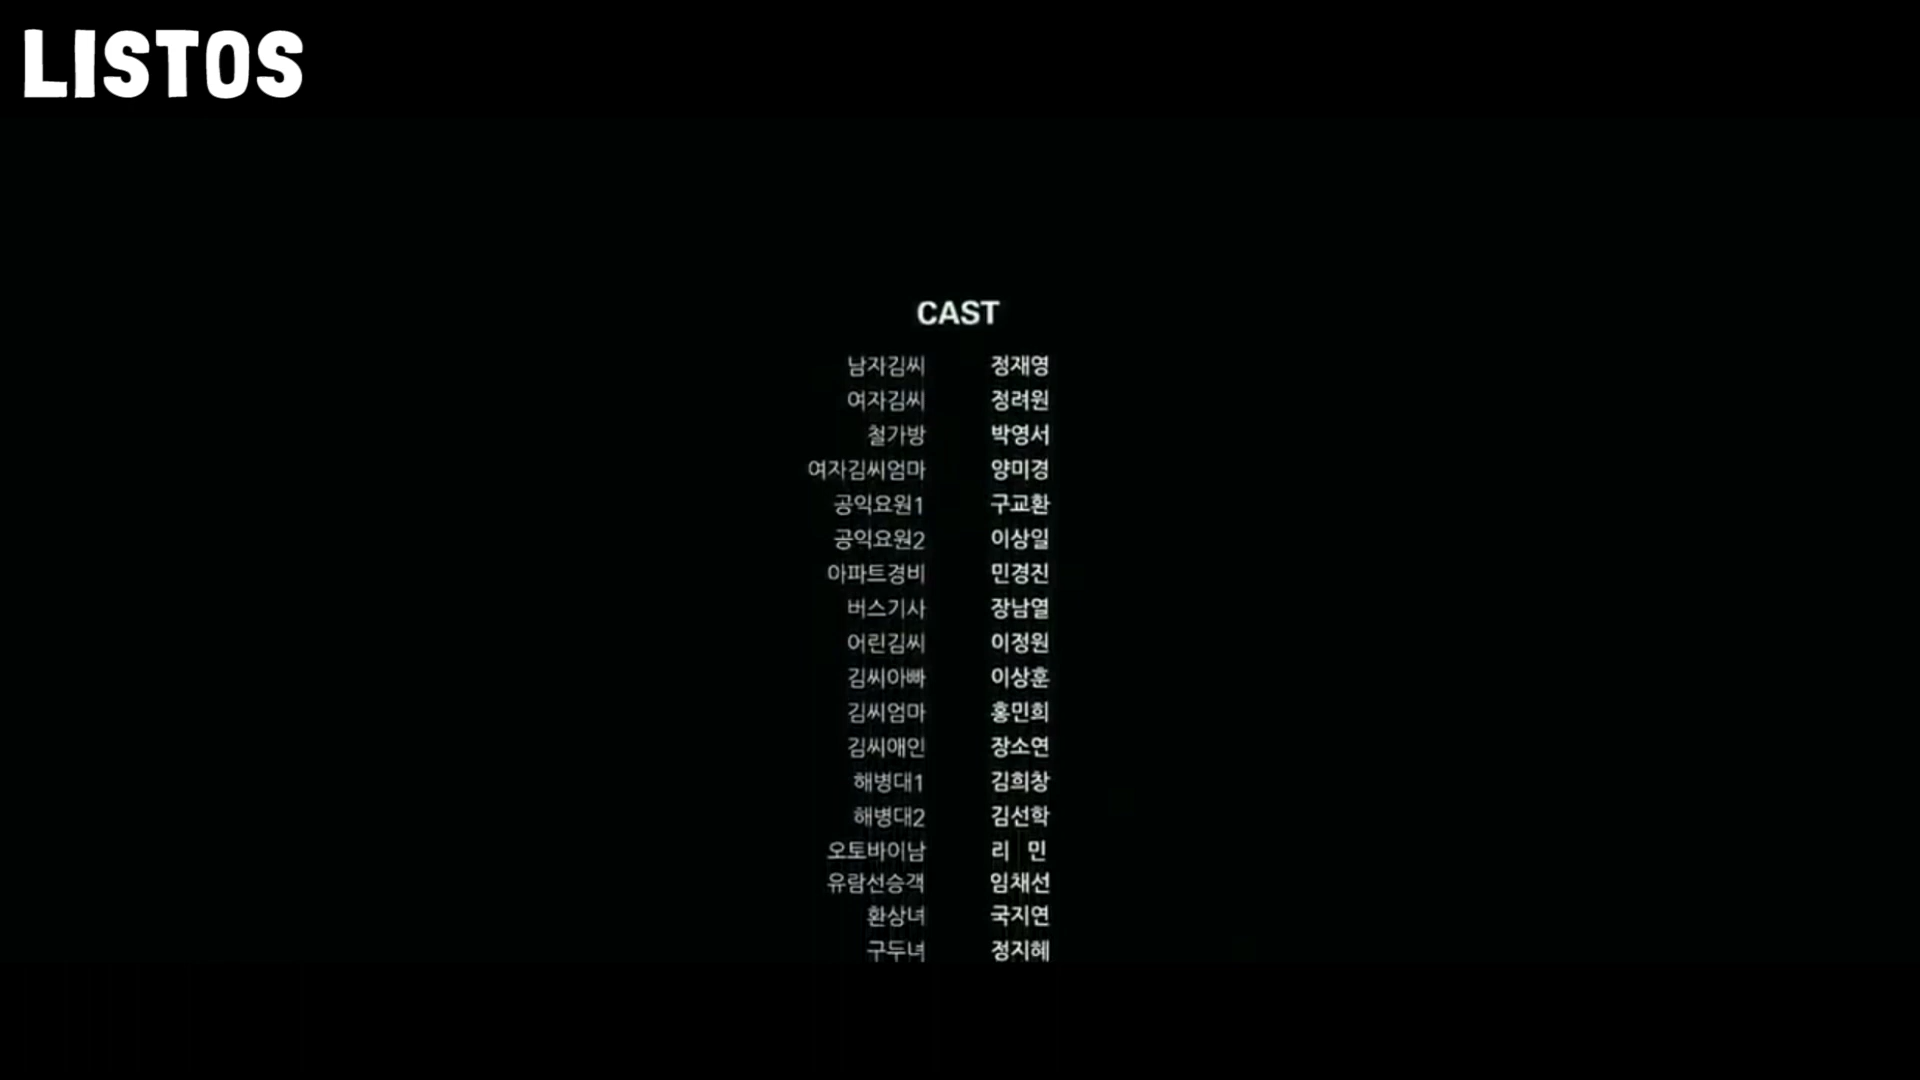 LISTOS
CAST
남자김씨 정재영
여자김씨 정려원
철가방 박영서
여자김씨엄마 양미경
공익요원1 구교환
공익요원2 이상일
아파트경비 민경진
버스기사 장남열
어린김씨 이정원
김씨아빠 이상훈
김씨엄마 홍민희
김씨애인 장소연
해병대1 김희창
해병대2 김선학
오토바이남 리 민
유람선승객 임채선
환상녀 국지연
구두녀 정지혜